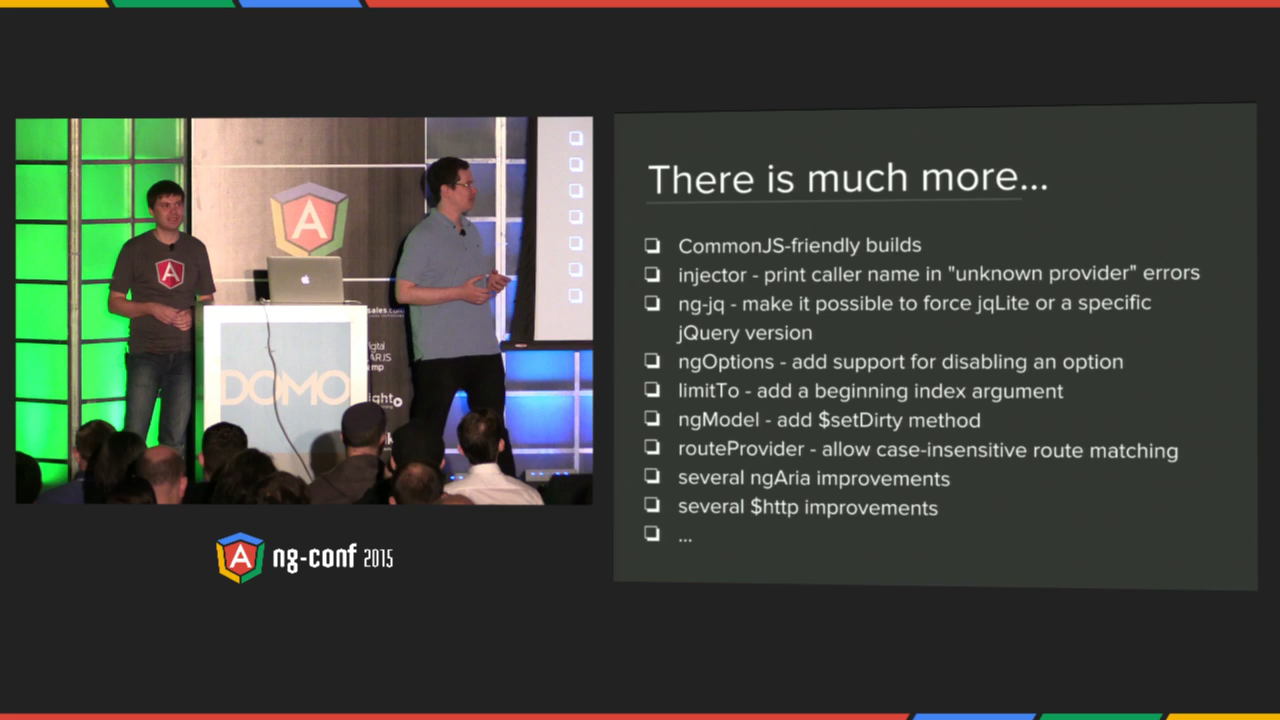 A
A
sales.com
DOMO
ng-conf 2015
There is much more...
CommonJS-friendly builds
injector - print caller name in "unknown provider" errors
ng-jq - make it possible to force jqLite or a specific
jQuery version
ngOptions - add support for disabling an option
limitTo - add a beginning index argument
ngModel - add $setDirty method
routeProvider - allow case-insensitive route matching
several ngAria improvements
several $http improvements
...